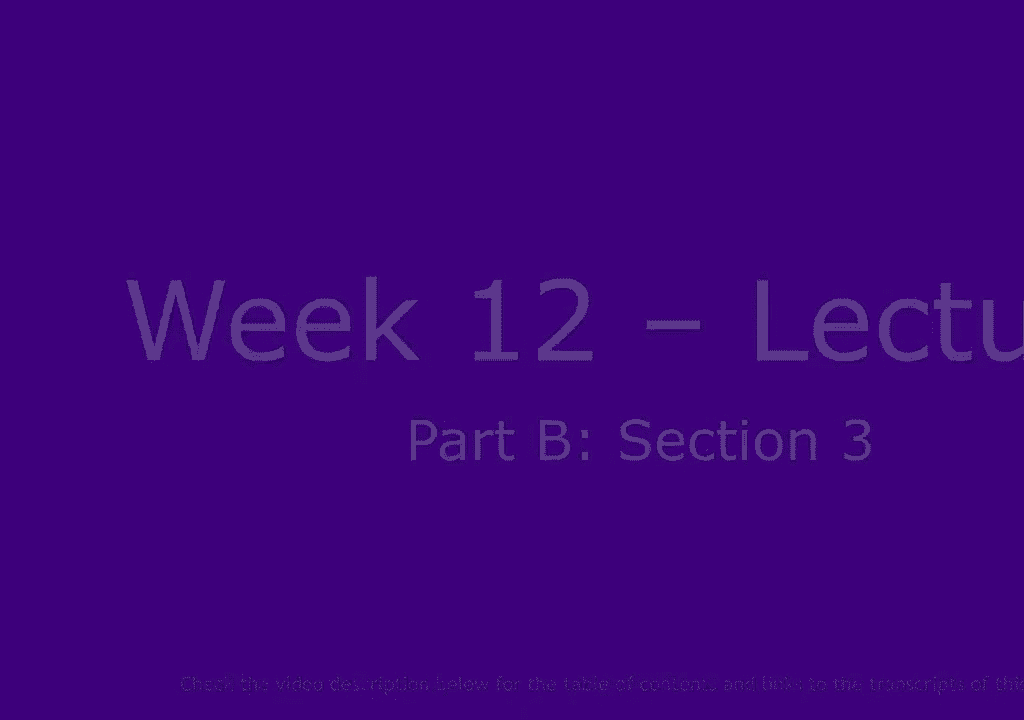 Week 12 – Lectu
Part B: Section 3
Check the video description below for the table of contents and links to the transcripts of this